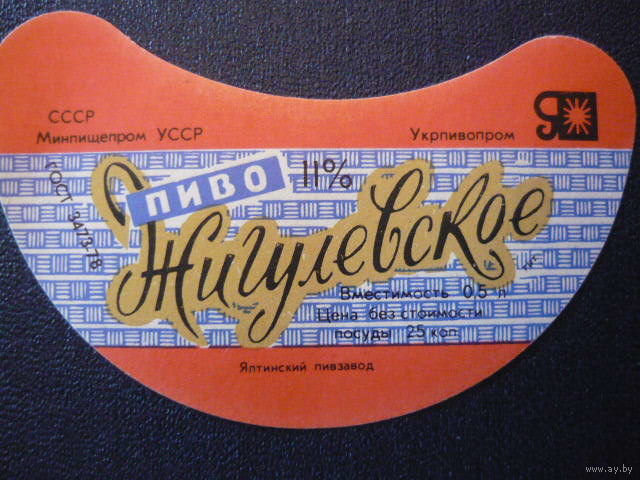 СССР
Минпищепром УССР
Укрпивопром
Я
ГОСТ 3473-78
ПИВО
11%
Жигулевское
Вместимость 0,5 л
Цена без стоимости
посуды 25 коп.
Ялтинский пивзавод
www.ay.by